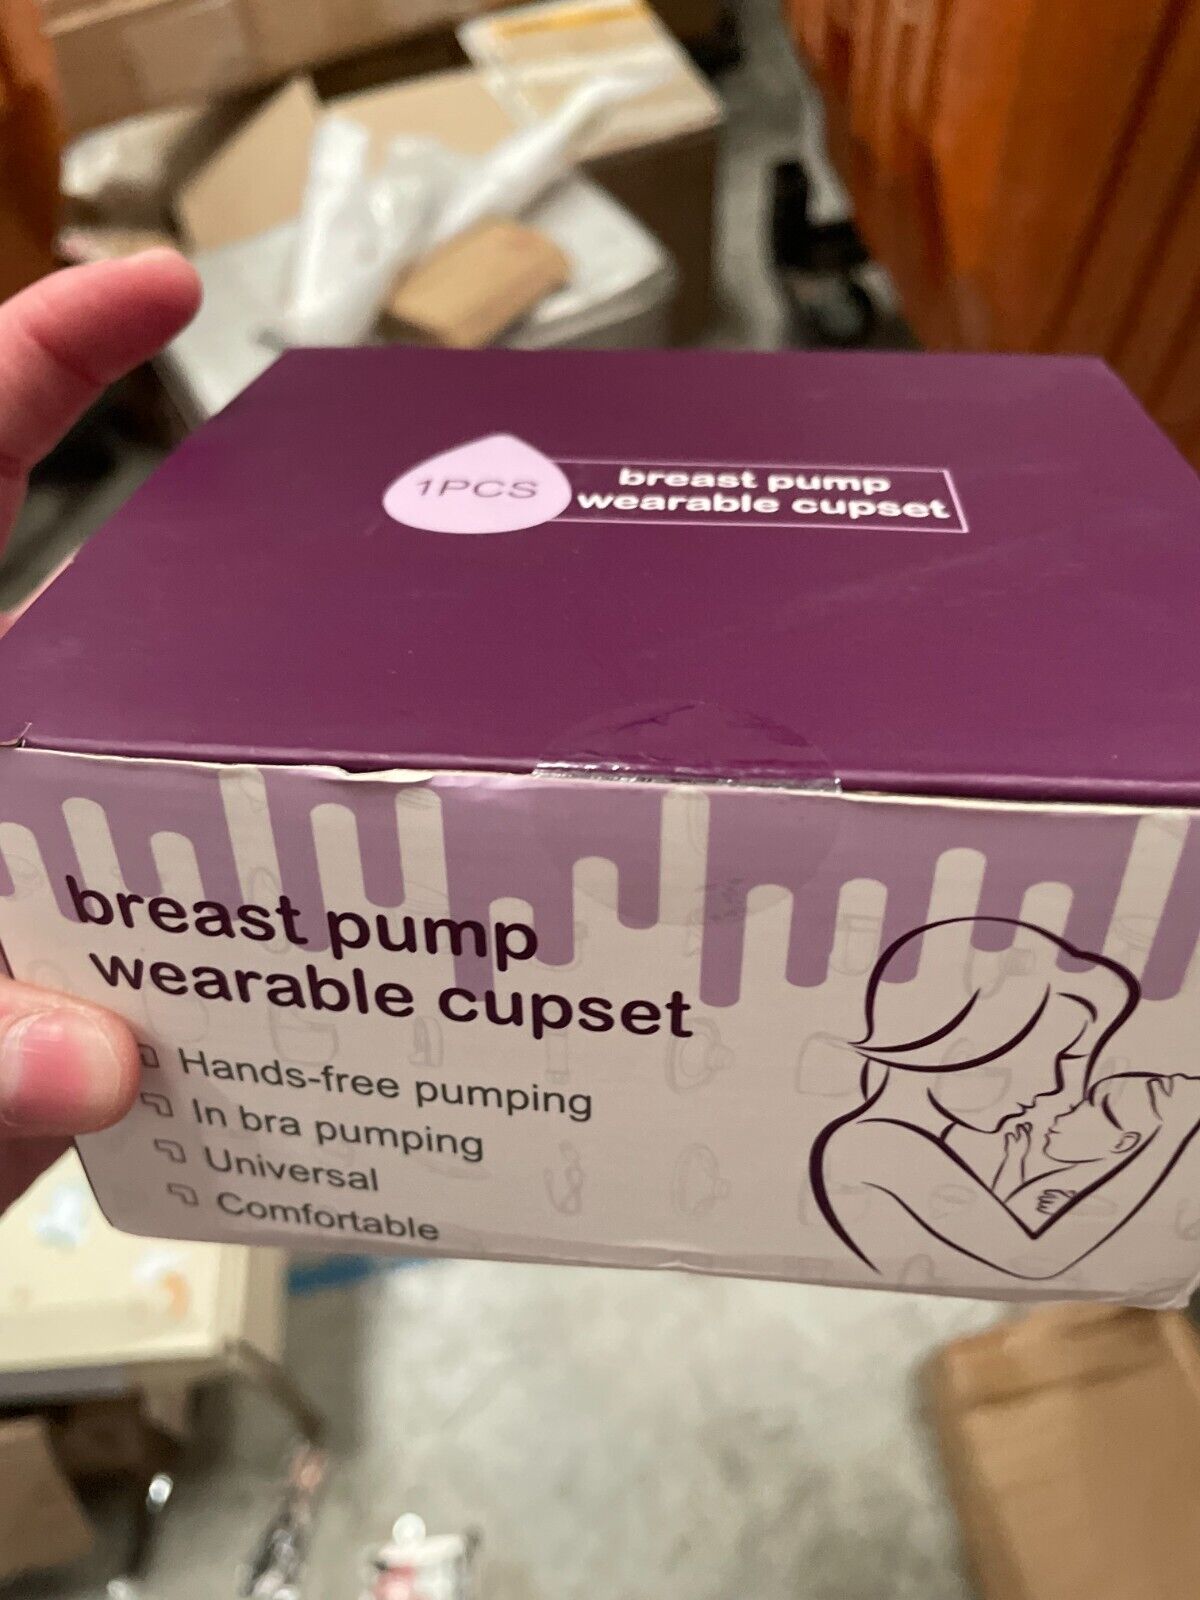 1PCS
breast pump
wearable cupset
breast pump
wearable cupset
Hands-free pumping
In bra pumping
Universal
Comfortable